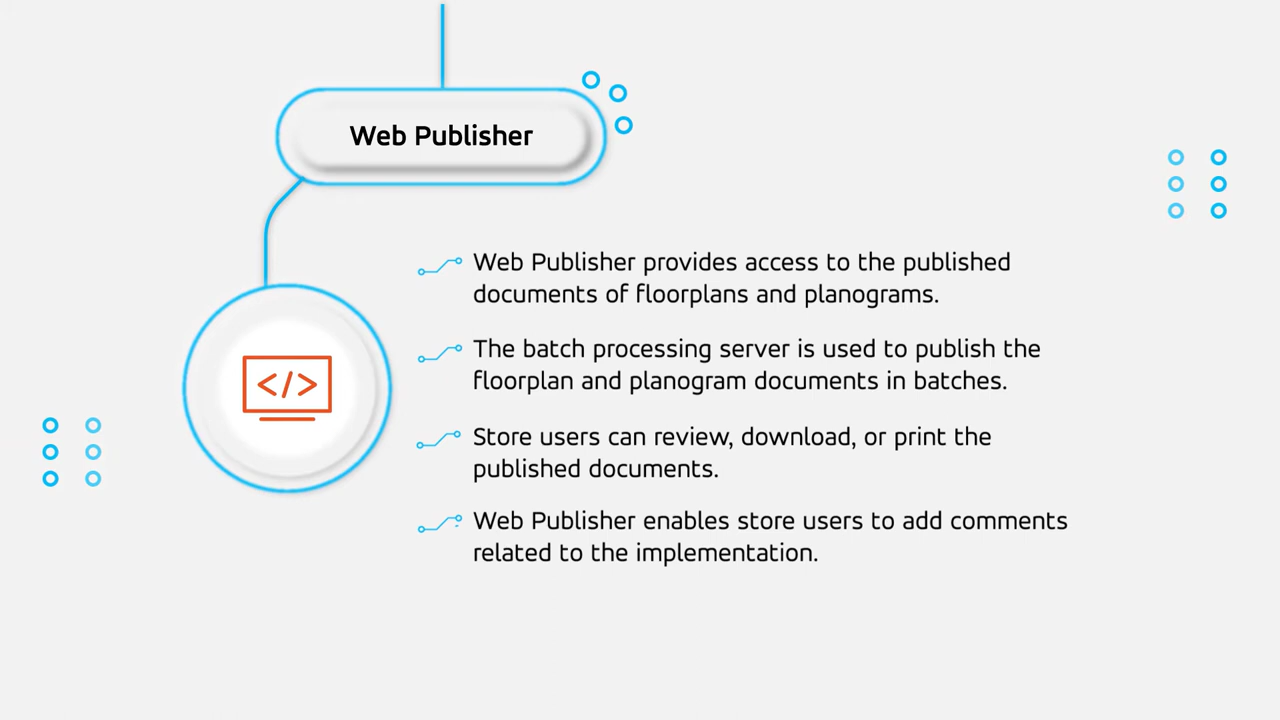 Web Publisher
Web Publisher provides access to the published
documents of floorplans and planograms.
The batch processing server is used to publish the
floorplan and planogram documents in batches.
Store users can review, download, or print the
published documents.
Web Publisher enables store users to add comments
related to the implementation.